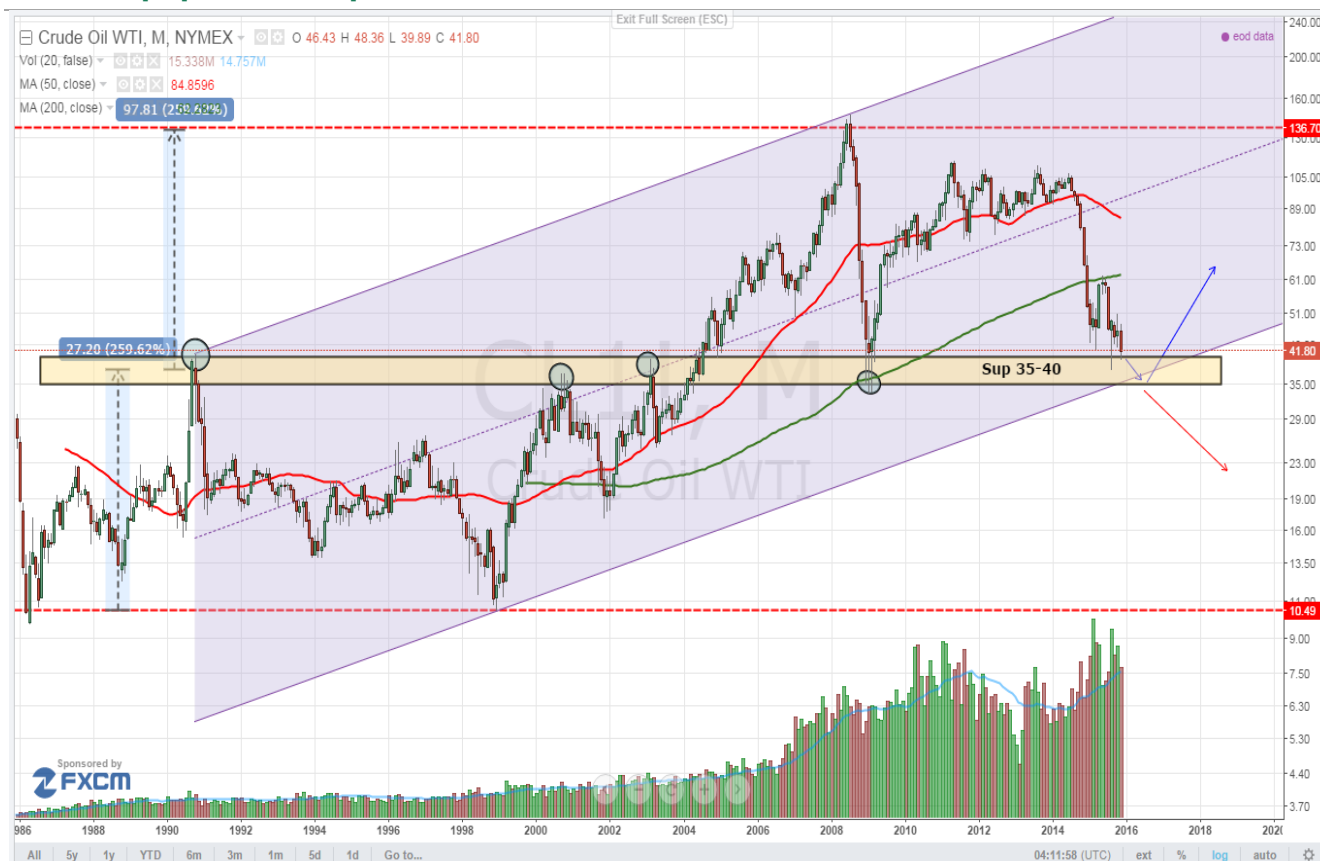 Exit Full Screen (ESC)
Crude Oil WTI, M, NYMEX O 46.43 H 48.36 L 39.89 C 41.80
eod data
Vol (20, false) 15.338M 14.757M
MA (50, close) 84.8596
MA (200, close)
97.81
240.00
200.00
160.00
136.70
130.00
105.00
89.00
73.00
61.00
51.00
27.20 (259.62%)
41.80
Sup 35-40
35.00
29.00
CL1!, M
Crude Oil WTI
23.00
19.00
16.00
13.50
10.49
9.00
7.50
6.30
5.30
4.40
3.70
Sponsored by
FXCM
986 1988 1990 1992 1994 1996 1998 2000 2002 2004 2006 2008 2010 2012 2014 2016 2018 2020
All 5y 1y YTD 6m 3m 1m 5d 1d Go to... 04:11:58 (UTC) ext % log auto